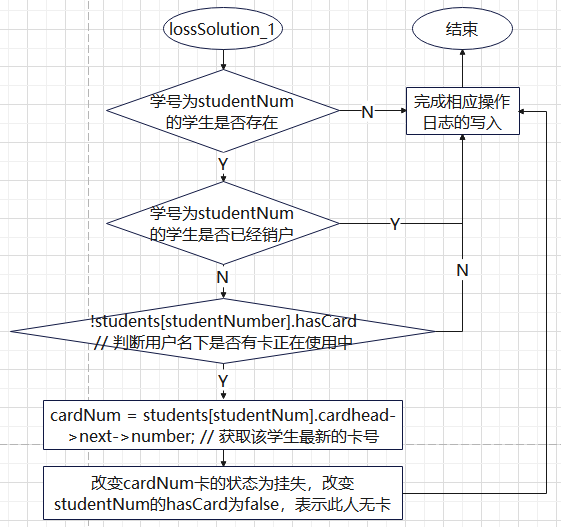 lossSolution_1
结束
学号为studentNum
的学生是否存在
N
完成相应操作
日志的写入
Y
学号为studentNum
的学生是否已经销户
Y
N
N
!students[studentNumber].hasCard
// 判断用户名下是否有卡正在使用中
Y
cardNum = students[studentNum].cardhead-
>next->number; // 获取该学生最新的卡号
改变cardNum卡的状态为挂失，改变
studentNum的hasCard为false，表示此人无卡